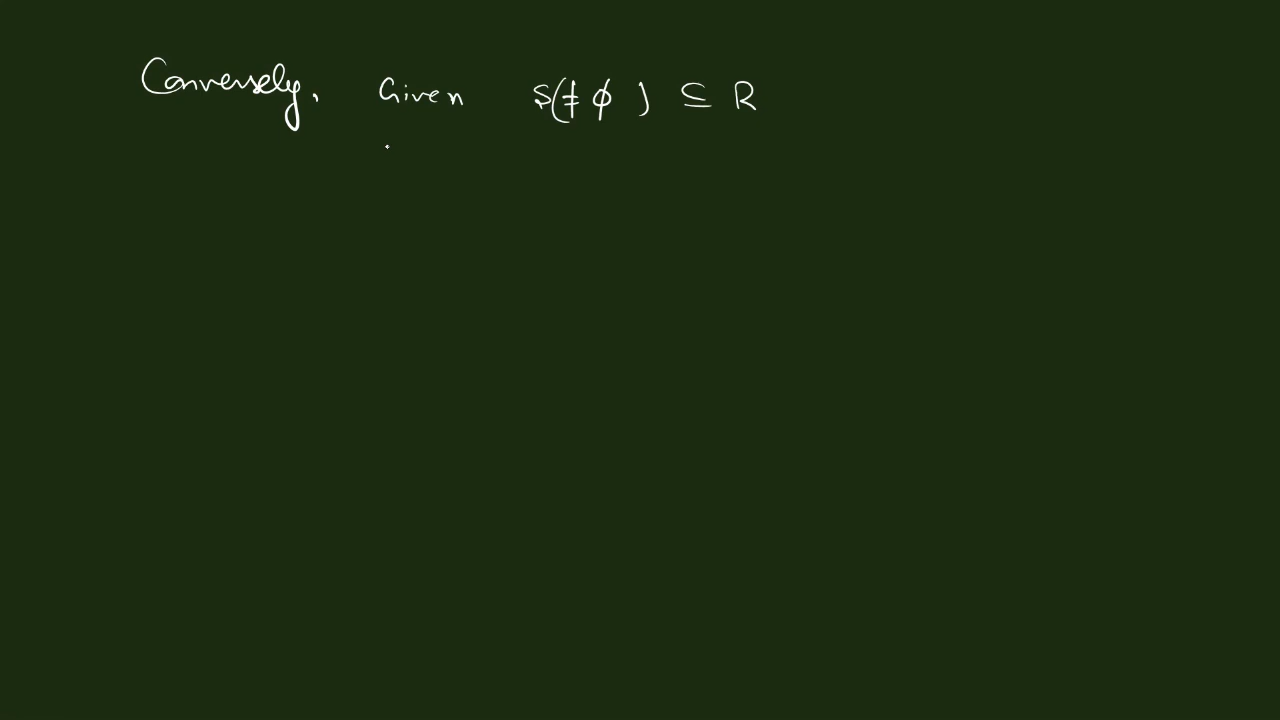 Conversely, Given S(≠ ϕ ) ⊆ R